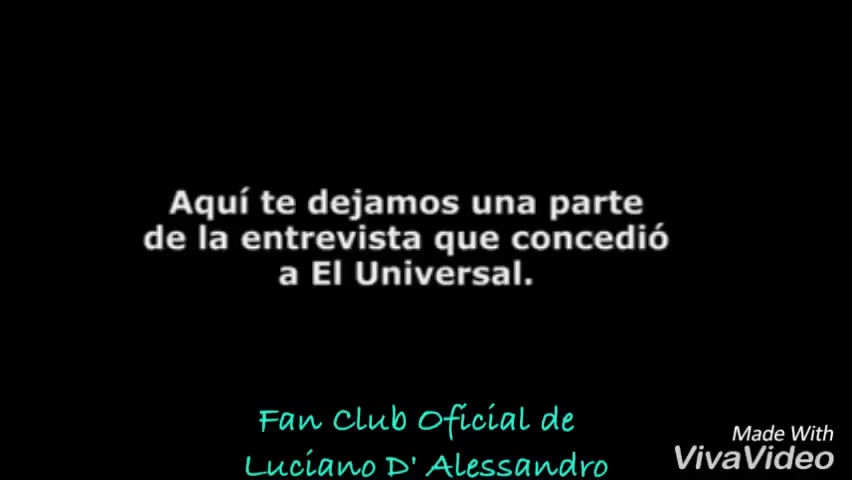 Aquí te dejamos una parte
de la entrevista que concedió
a El Universal.
Fan Club Oficial de
Luciano D' Alessandro
Made With
VivaVideo